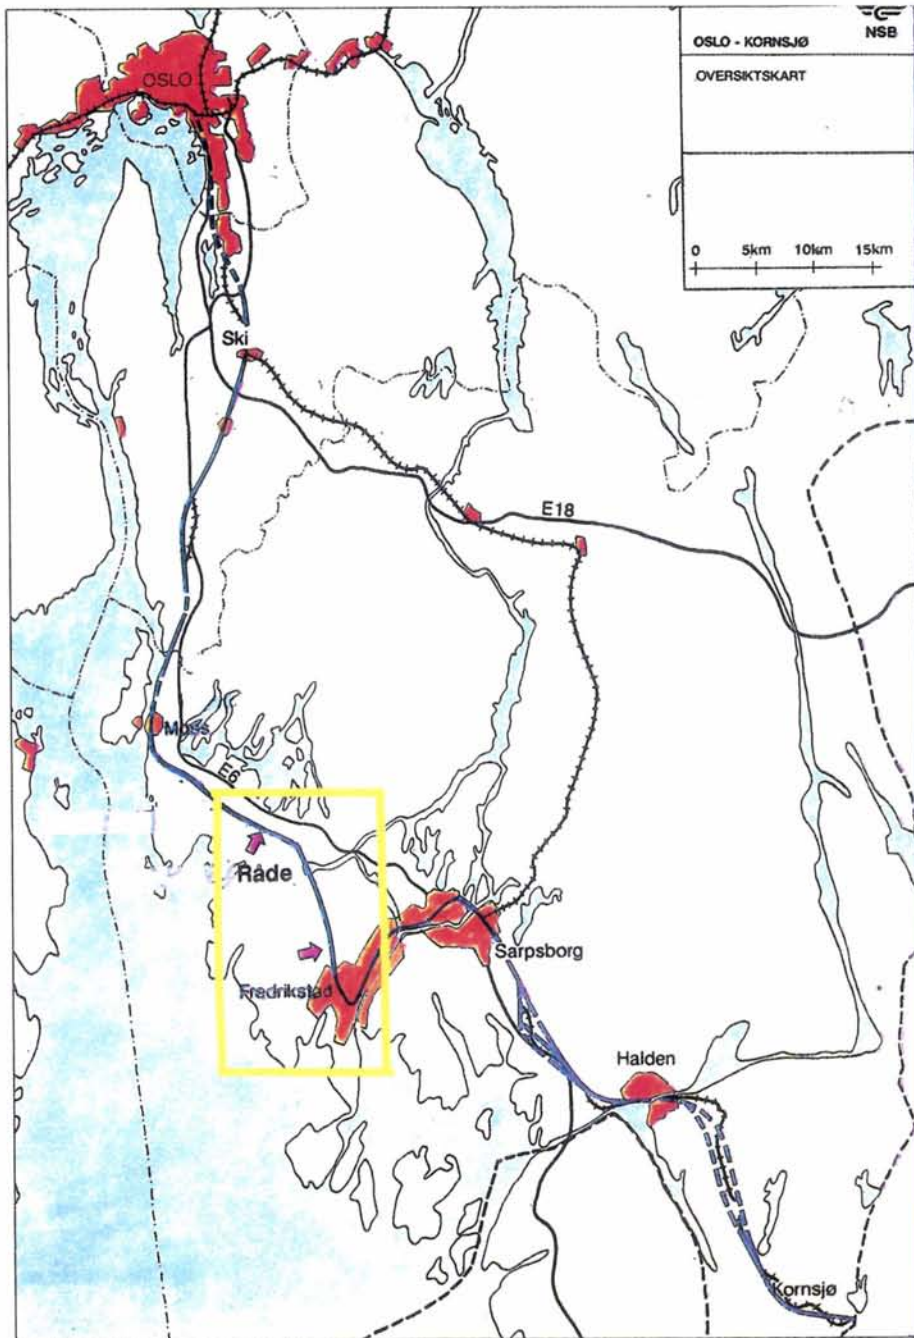 NSB
OSLO - KORNSJØ
OVERSIKTSKART
0 5km 10km 15km
OSLO
Ski
E18
Moss
E6
Råde
Fredrikstad
Sarpsborg
Halden
Kornsjø